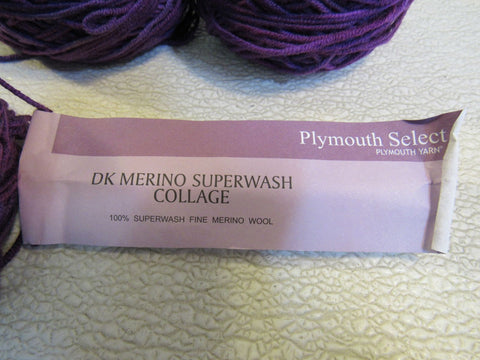 Plymouth Select
PLYMOUTH YARN®
DK MERINO SUPERWASH
COLLAGE
100% SUPERWASH FINE MERINO WOOL